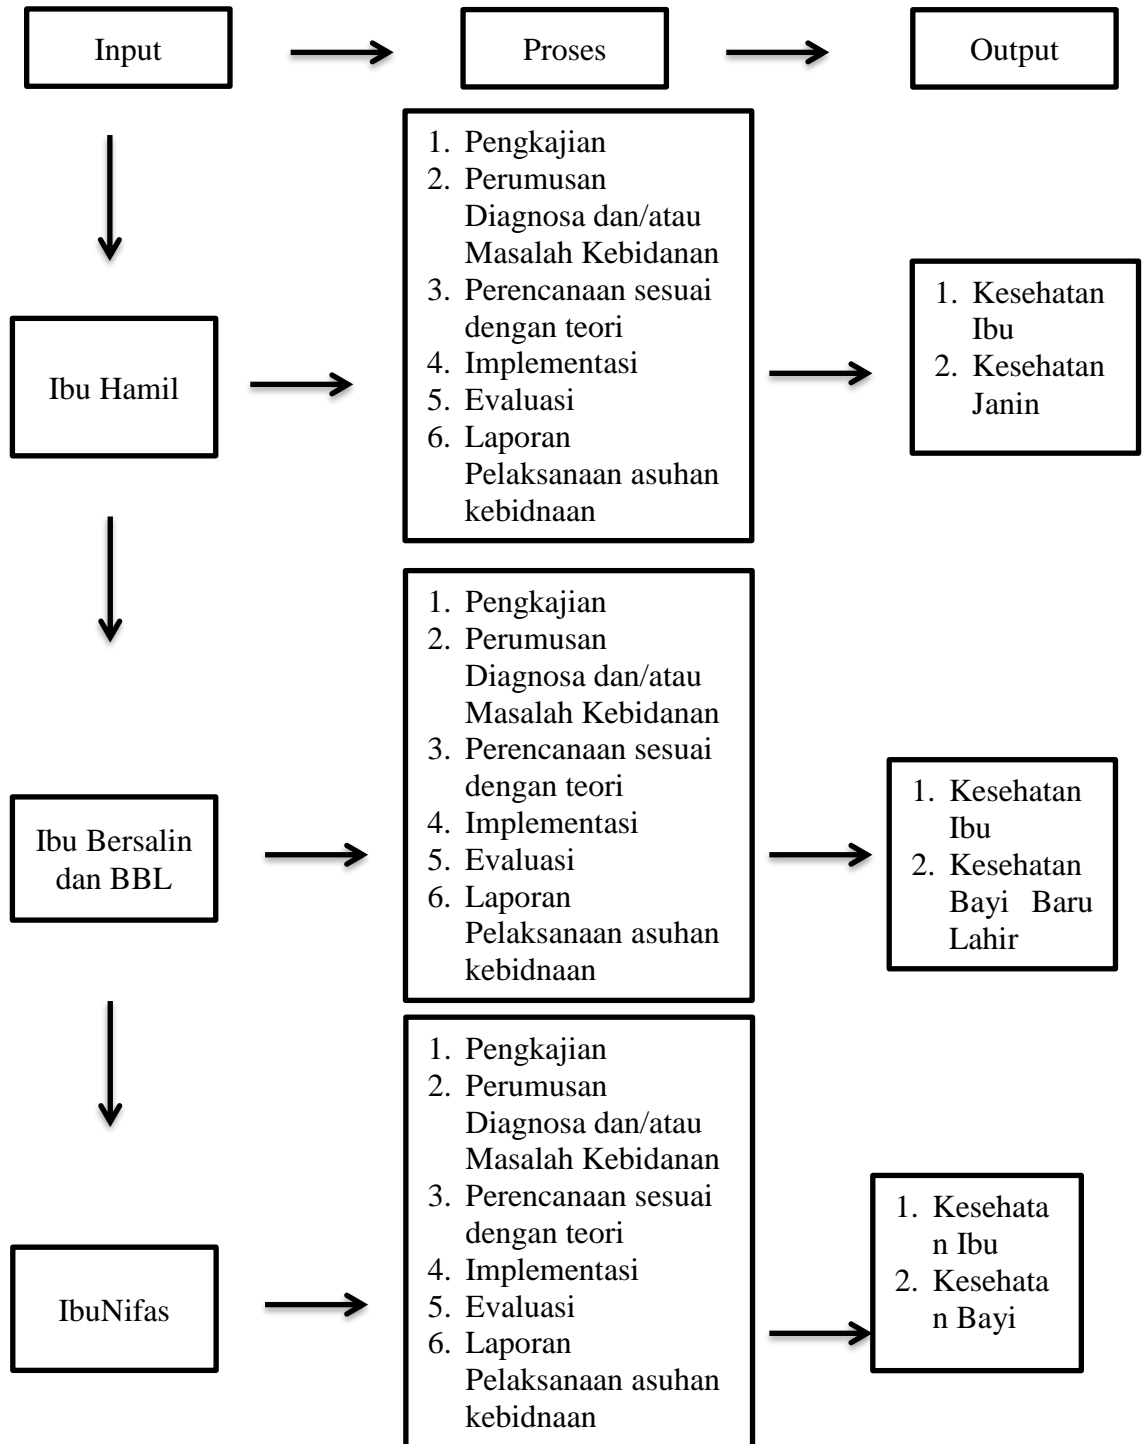 Input
Proses
Output
1. Pengkajian
2. Perumusan
Diagnosa dan/atau
Masalah Kebidanan
3. Perencanaan sesuai
dengan teori
4. Implementasi
5. Evaluasi
6. Laporan
Pelaksanaan asuhan
kebidnaan
Ibu Hamil
1. Kesehatan
Ibu
2. Kesehatan
Janin
1. Pengkajian
2. Perumusan
Diagnosa dan/atau
Masalah Kebidanan
3. Perencanaan sesuai
dengan teori
4. Implementasi
5. Evaluasi
6. Laporan
Pelaksanaan asuhan
kebidnaan
Ibu Bersalin
dan BBL
1. Kesehatan
Ibu
2. Kesehatan
Bayi Baru
Lahir
1. Pengkajian
2. Perumusan
Diagnosa dan/atau
Masalah Kebidanan
3. Perencanaan sesuai
dengan teori
4. Implementasi
5. Evaluasi
6. Laporan
Pelaksanaan asuhan
kebidnaan
IbuNifas
1. Kesehata
n Ibu
2. Kesehata
n Bayi